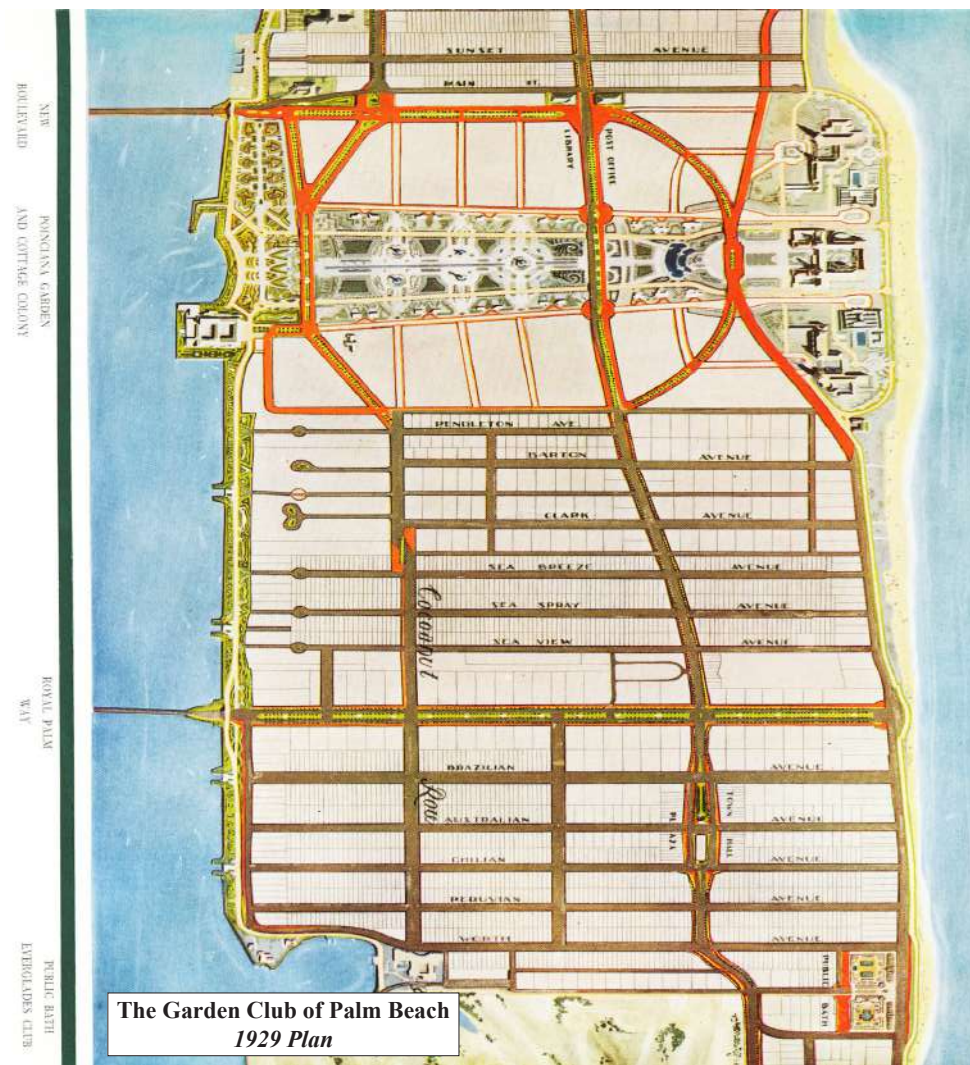 SUNSET AVENUE
MAIN ST.
NEW
BOULEVARD
POST OFFICE
LIBRARY
POINCIANA GARDEN
AND COTTAGE COLONY
PENDLETON AVE.
BARTON AVENUE
CLARK AVENUE
SEA BREEZE AVENUE
SEA SPRAY AVENUE
SEA VIEW AVENUE
Cocoanut Row
ROYAL PALM
WAY
BRAZILIAN AVENUE
TOWN HALL
PLAZA
AUSTRALIAN AVENUE
CHILIAN AVENUE
PERUVIAN AVENUE
WORTH AVENUE
PUBLIC
BATH
PUBLIC BATH
EVERGLADES CLUB
The Garden Club of Palm Beach
1929 Plan